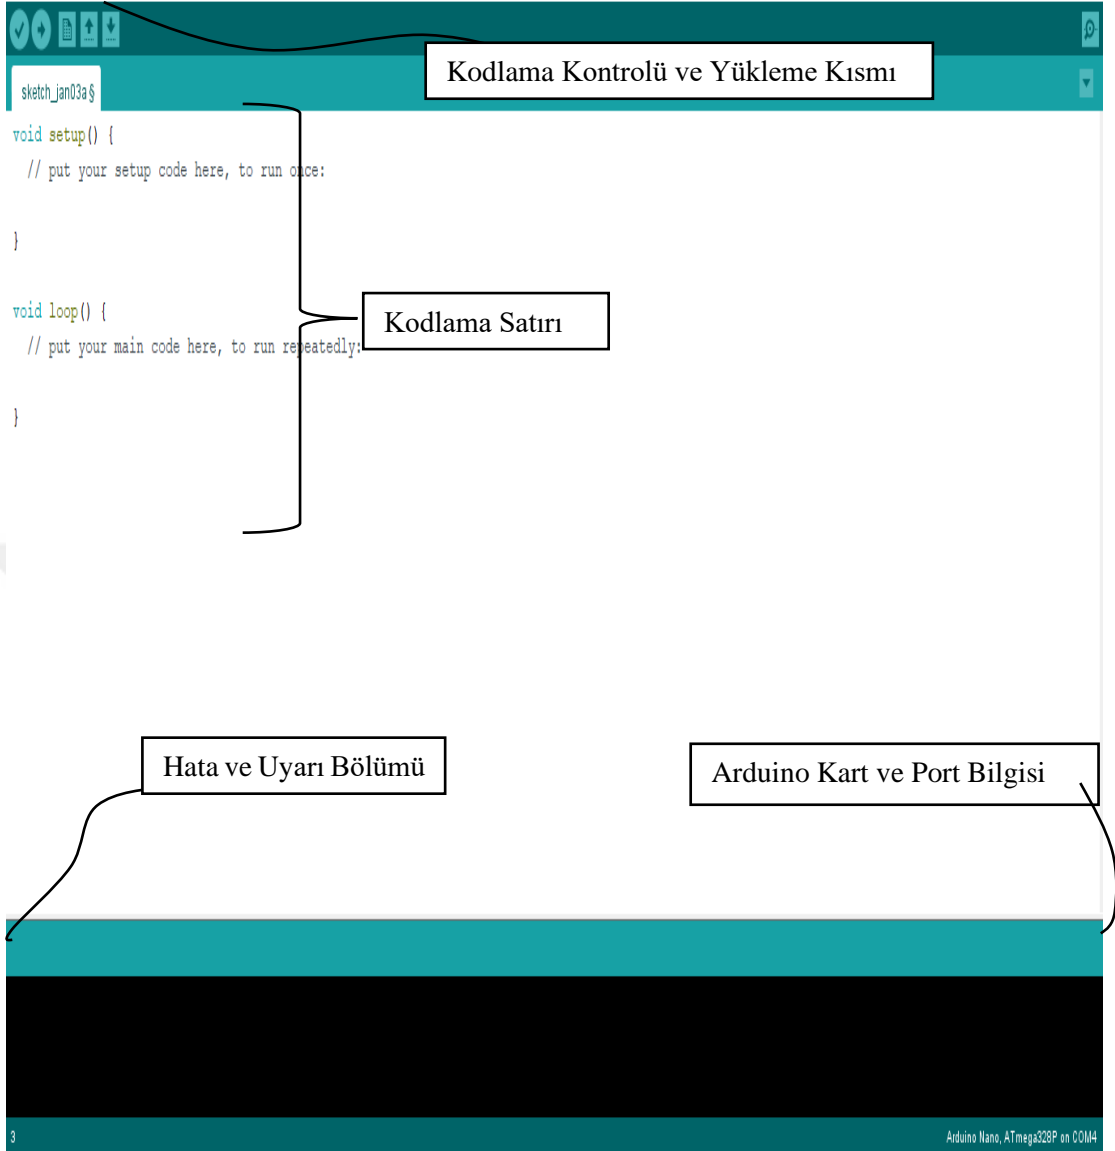 Kodlama Kontrolü ve Yükleme Kısmı
sketch_jan03a §
void setup() {
// put your setup code here, to run once:
}
void loop() {
// put your main code here, to run repeatedly:
}
Kodlama Satırı
Hata ve Uyarı Bölümü
Arduino Kart ve Port Bilgisi
3
Arduino Nano, ATmega328P on COM4